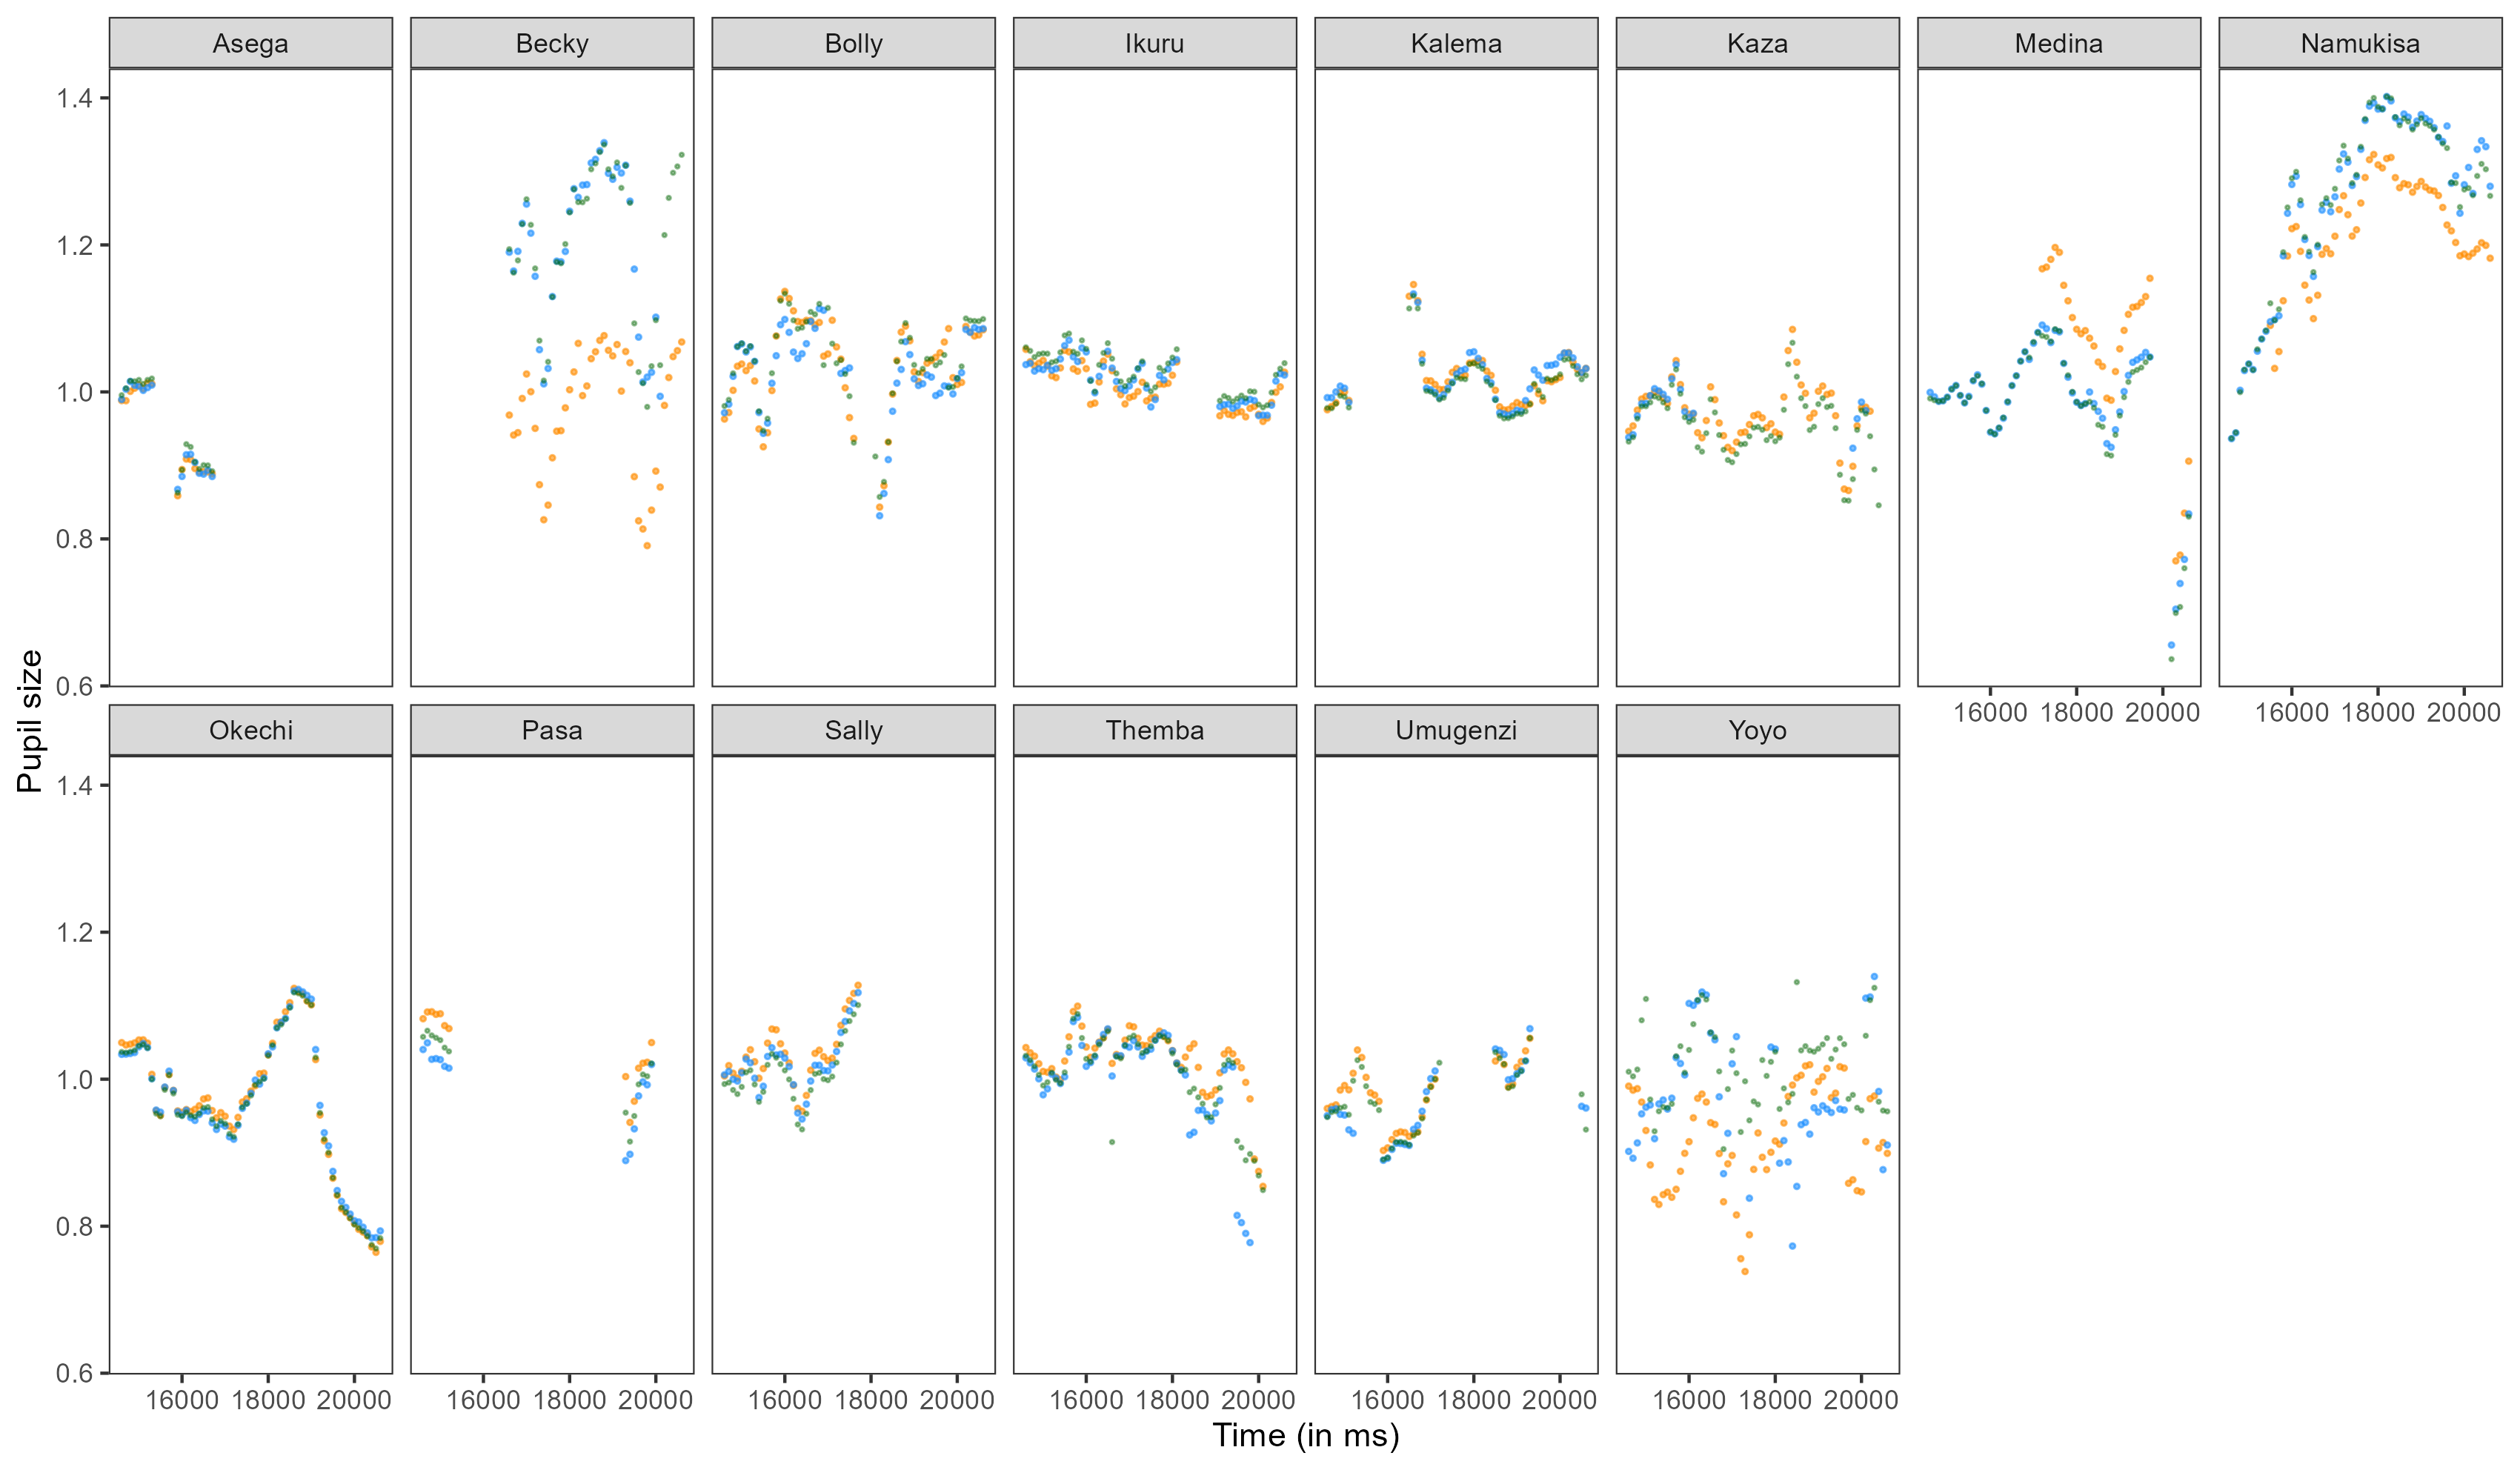 Asega Becky Bolly Ikuru Kalema Kaza Medina Namukisa
1.4
1.2
1.0
0.8
0.6
16000 18000 20000 16000 18000 20000
Okechi Pasa Sally Themba Umugenzi Yoyo
1.4
1.2
1.0
0.8
0.6
16000 18000 20000 16000 18000 20000 16000 18000 20000 16000 18000 20000 16000 18000 20000 16000 18000 20000
Time (in ms)
Pupil size